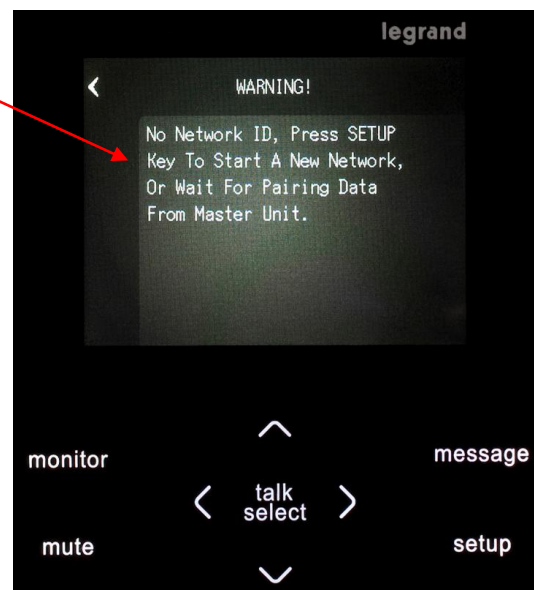 legrand
WARNING!
No Network ID, Press SETUP
Key To Start A New Network,
Or Wait For Pairing Data
From Master Unit.
monitor
message
talk
select
mute
setup